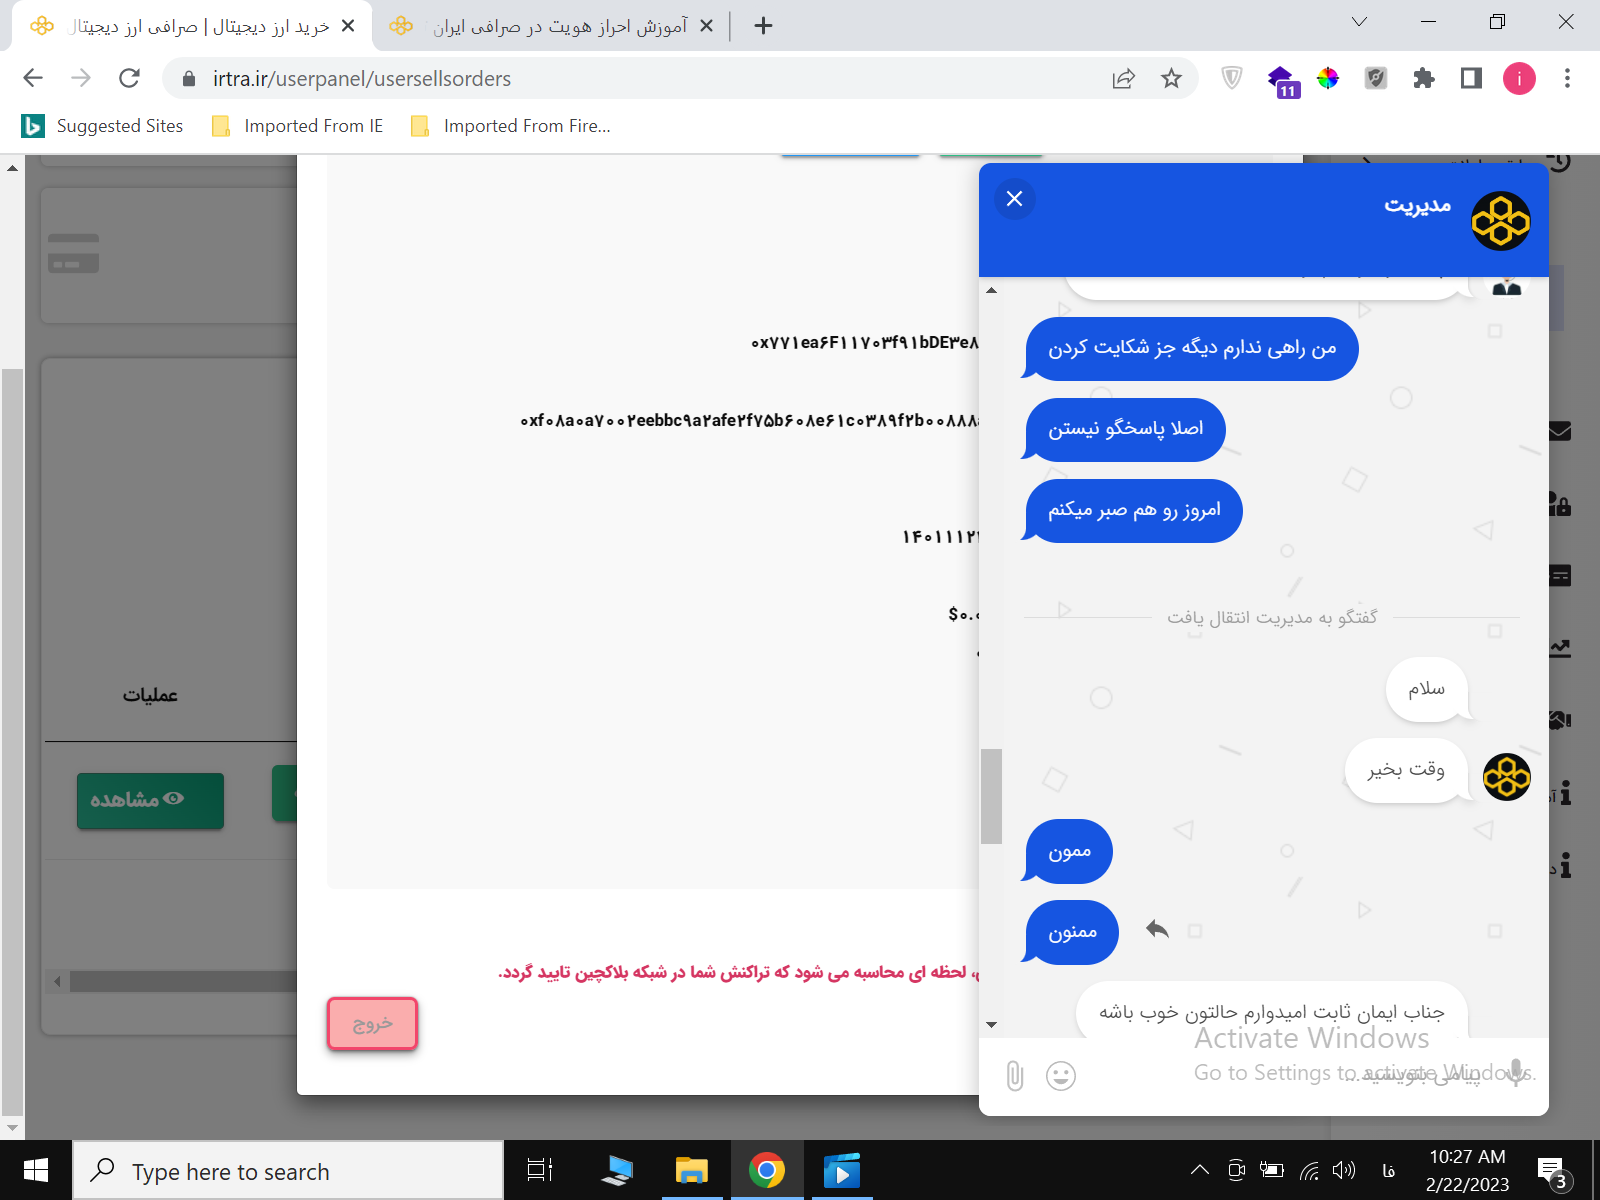 خرید ارز دیجیتال | صرافی ارز دیجیتال
آموزش احراز هویت در صرافی ایران
irtra.ir/userpanel/usersellsorders
11
i
Suggested Sites
Imported From IE
Imported From Fire...
مدیریت
من راهی ندارم دیگه جز شکایت کردن
اصلا پاسخگو نیستن
امروز رو هم صبر میکنم
گفتگو به مدیریت انتقال یافت
سلام
وقت بخیر
ممون
ممنون
جناب ایمان ثابت امیدوارم حالتون خوب باشه
پیامی بنویسید...
۰x۷۷۱ea۶F۱۱۷۰۳f۹۱bDE۳e۸
۰xf۰۸a۰a۷۰۰۲eebbc۹a۲afe۲f۷۵b۶۰۸e۶۱c۰۳۸۹f۲b۰۰۸۸۸
۱۴۰۱۱۱۲
$۰.۰
عملیات
مشاهده
لحظه ای محاسبه می شود که تراکنش شما در شبکه بلاکچین تایید گردد.
خروج
Activate Windows
Go to Settings to activate Windows.
Type here to search
فا
10:27 AM
2/22/2023
3